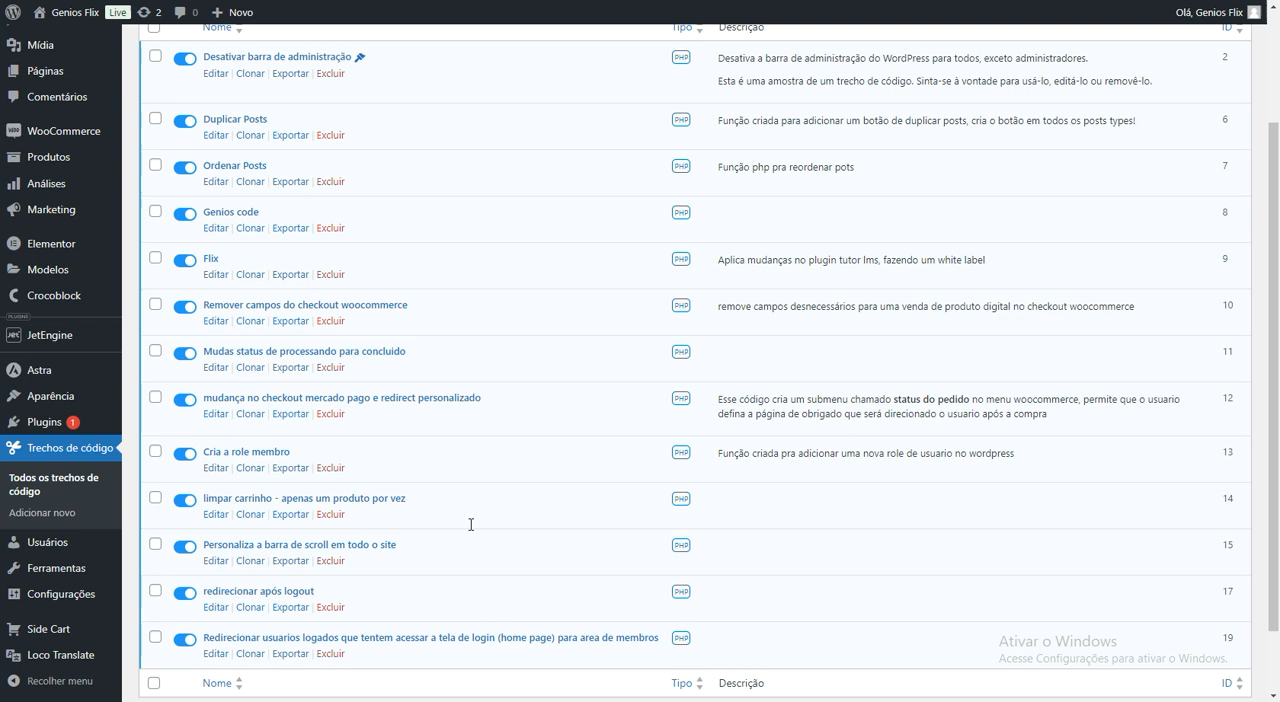 Genios Flix Live 2 0 + Novo Olá, Genios Flix
Mídia
Páginas
Comentários
WooCommerce
Produtos
Análises
Marketing
Elementor
Modelos
Crocoblock
PLUGINS
JetEngine
Astra
Aparência
Plugins 1
Trechos de código
Todos os trechos de
código
Adicionar novo
Usuários
Ferramentas
Configurações
Side Cart
Loco Translate
Recolher menu
Nome Tipo Descrição ID
Desativar barra de administração PHP Desativa a barra de administração do WordPress para todos, exceto administradores. 2
Editar | Clonar | Exportar | Excluir
Esta é uma amostra de um trecho de código. Sinta-se à vontade para usá-lo, editá-lo ou removê-lo.
Duplicar Posts PHP Função criada para adicionar um botão de duplicar posts, cria o botão em todos os posts types! 6
Editar | Clonar | Exportar | Excluir
Ordenar Posts PHP Função php pra reordenar pots 7
Editar | Clonar | Exportar | Excluir
Genios code PHP 8
Editar | Clonar | Exportar | Excluir
Flix PHP Aplica mudanças no plugin tutor lms, fazendo um white label 9
Editar | Clonar | Exportar | Excluir
Remover campos do checkout woocommerce PHP remove campos desnecessários para uma venda de produto digital no checkout woocommerce 10
Editar | Clonar | Exportar | Excluir
Mudas status de processando para concluido PHP 11
Editar | Clonar | Exportar | Excluir
mudança no checkout mercado pago e redirect personalizado PHP Esse código cria um submenu chamado status do pedido no menu woocommerce, permite que o usuario 12
Editar | Clonar | Exportar | Excluir defina a página de obrigado que será direcionado o usuario após a compra
Cria a role membro PHP Função criada pra adicionar uma nova role de usuario no wordpress 13
Editar | Clonar | Exportar | Excluir
limpar carrinho - apenas um produto por vez PHP 14
Editar | Clonar | Exportar | Excluir
Personaliza a barra de scroll em todo o site PHP 15
Editar | Clonar | Exportar | Excluir
redirecionar após logout PHP 17
Editar | Clonar | Exportar | Excluir
Redirecionar usuarios logados que tentem acessar a tela de login (home page) para area de membros PHP 19
Editar | Clonar | Exportar | Excluir
Nome Tipo Descrição ID
Ativar o Windows
Acesse Configurações para ativar o Windows.